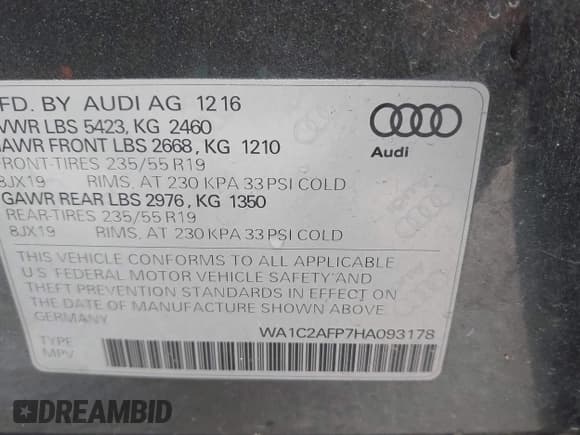 FD. BY AUDI AG 1216
VWR LBS 5423, KG 2460
AWR FRONT LBS 2668, KG 1210
FRONT-TIRES 235/55 R19
8JX19 RIMS, AT 230 KPA 33 PSI COLD
GAWR REAR LBS 2976, KG 1350
REAR-TIRES 235/55 R19
8JX19 RIMS, AT 230 KPA 33 PSI COLD
THIS VEHICLE CONFORMS TO ALL APPLICABLE
U.S. FEDERAL MOTOR VEHICLE SAFETY AND
THEFT PREVENTION STANDARDS IN EFFECT ON
THE DATE OF MANUFACTURE SHOWN ABOVE
GERMANY
WA1C2AFP7HA093178
TYPE
MPV
Audi
DREAMBID